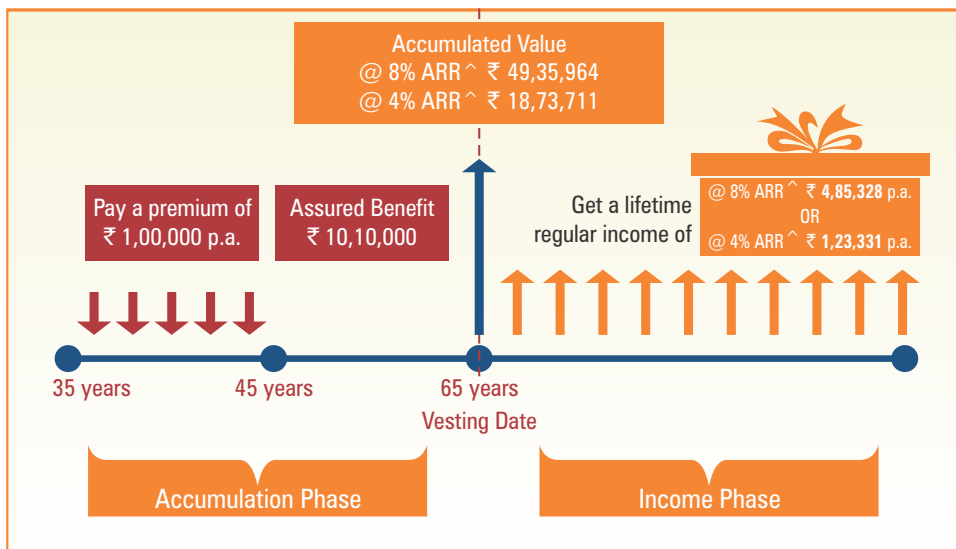 Accumulated Value
@ 8% ARR^ ₹ 49,35,964
@ 4% ARR^ ₹ 18,73,711
Pay a premium of
₹ 1,00,000 p.a.
Assured Benefit
₹ 10,10,000
Get a lifetime
regular income of
@ 8% ARR^ ₹ 4,85,328 p.a.
OR
@ 4% ARR^ ₹ 1,23,331 p.a.
35 years
45 years
65 years
Vesting Date
Accumulation Phase
Income Phase